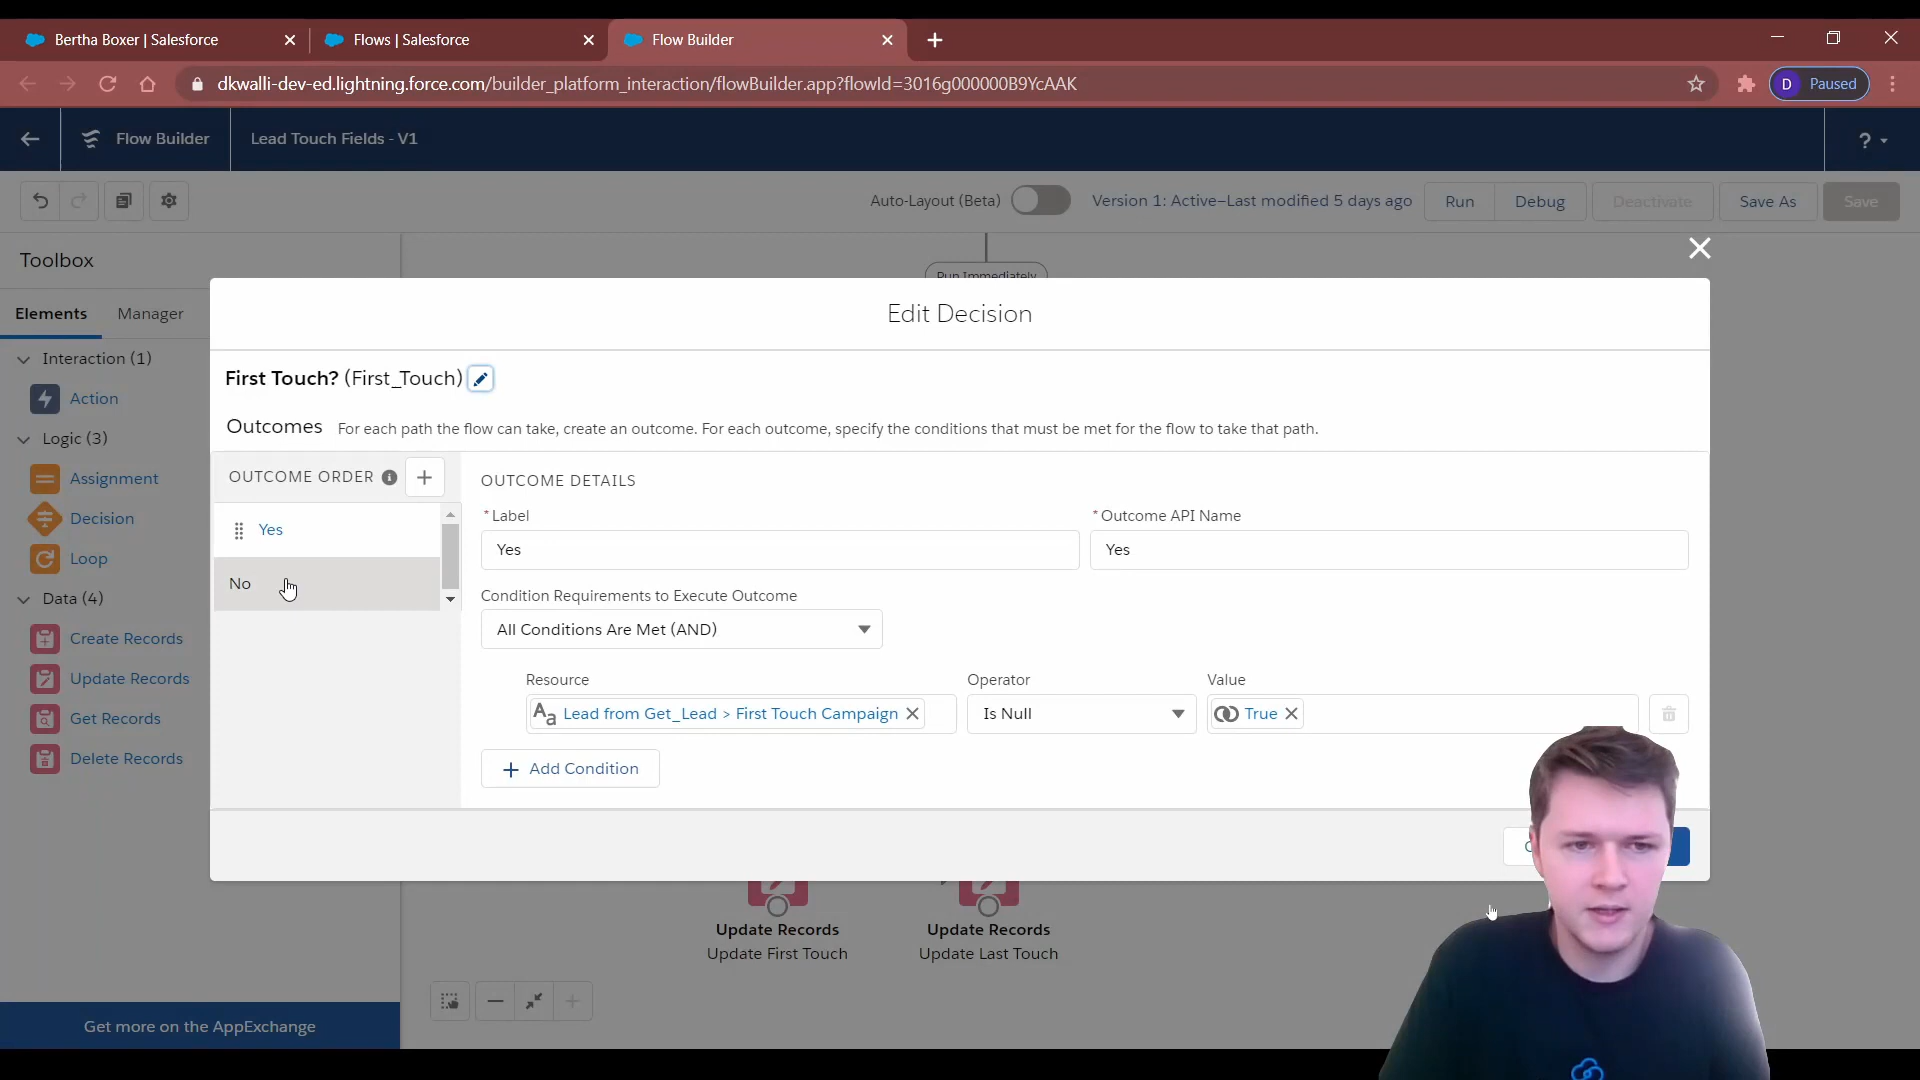 Bertha Boxer | Salesforce
Flows | Salesforce
Flow Builder
dkwalli-dev-ed.lightning.force.com/builder_platform_interaction/flowBuilder.app?flowId=3016g000000B9YcAAK
D Paused
Flow Builder
Lead Touch Fields - V1
?
Auto-Layout (Beta)
Version 1: Active—Last modified 5 days ago
Run
Debug
Deactivate
Save As
Save
Toolbox
Run Immediately
Elements
Manager
Interaction (1)
Action
Logic (3)
Assignment
Decision
Loop
Data (4)
Create Records
Update Records
Get Records
Delete Records
Get more on the AppExchange
Edit Decision
First Touch? (First_Touch)
Outcomes For each path the flow can take, create an outcome. For each outcome, specify the conditions that must be met for the flow to take that path.
OUTCOME ORDER
Yes
No
OUTCOME DETAILS
* Label
Yes
* Outcome API Name
Yes
Condition Requirements to Execute Outcome
All Conditions Are Met (AND)
Resource
Aa Lead from Get_Lead > First Touch Campaign
Operator
Is Null
Value
True
Add Condition
Update Records
Update First Touch
Update Records
Update Last Touch